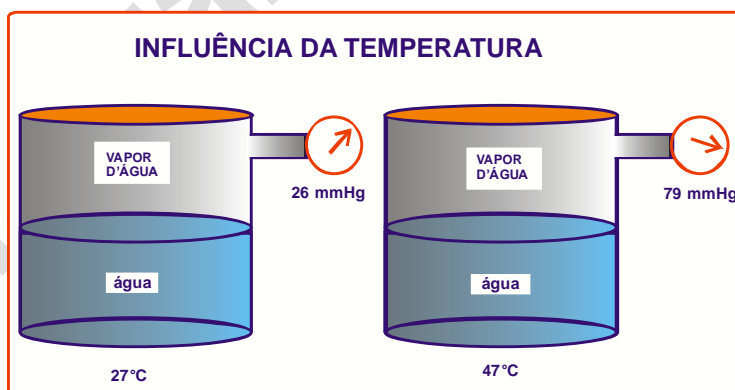 INFLUÊNCIA DA TEMPERATURA
VAPOR
D'ÁGUA
26 mmHg
água
27°C
VAPOR
D'ÁGUA
79 mmHg
água
47°C